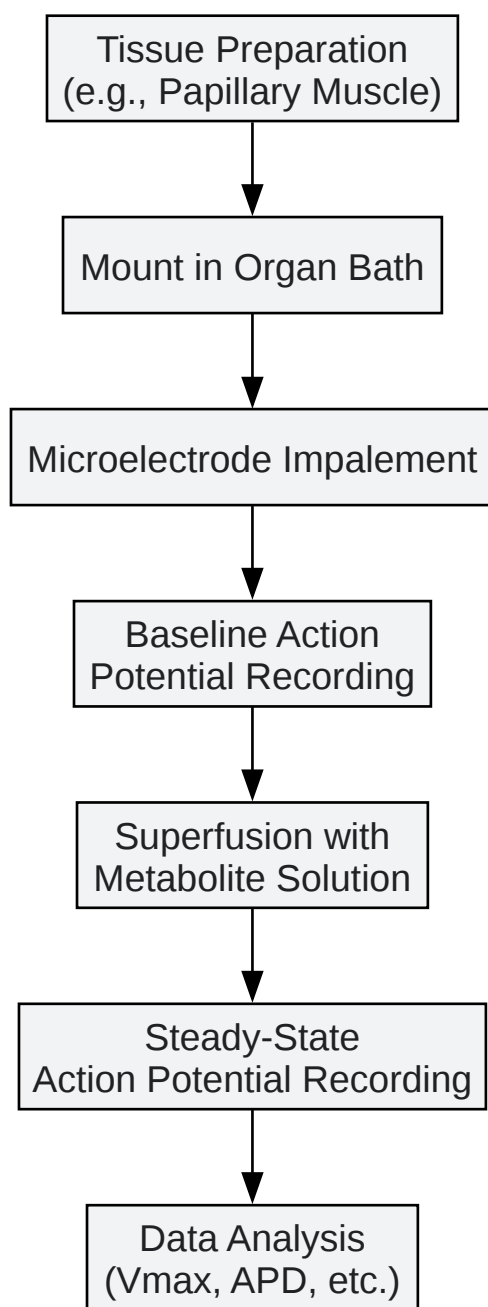 Tissue Preparation
(e.g., Papillary Muscle)
Mount in Organ Bath
Microelectrode Impalement
Baseline Action
Potential Recording
Superfusion with
Metabolite Solution
Steady-State
Action Potential Recording
Data Analysis
(Vmax, APD, etc.)